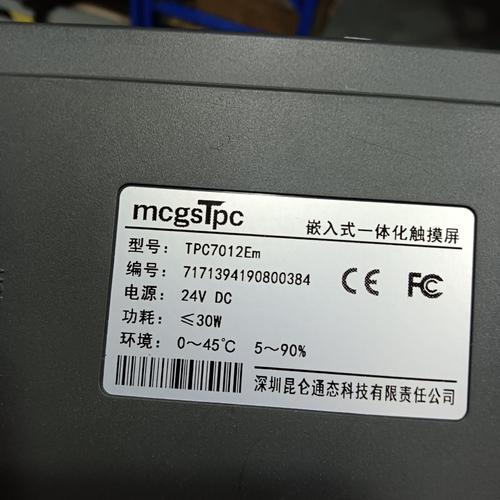 mcgsTpc 嵌入式一体化触摸屏
型号: TPC7012Em
编号: 7171394190800384
电源: 24V DC
功耗: ≤30W
环境: 0～45℃ 5～90%
CE FC
深圳昆仑通态科技有限责任公司